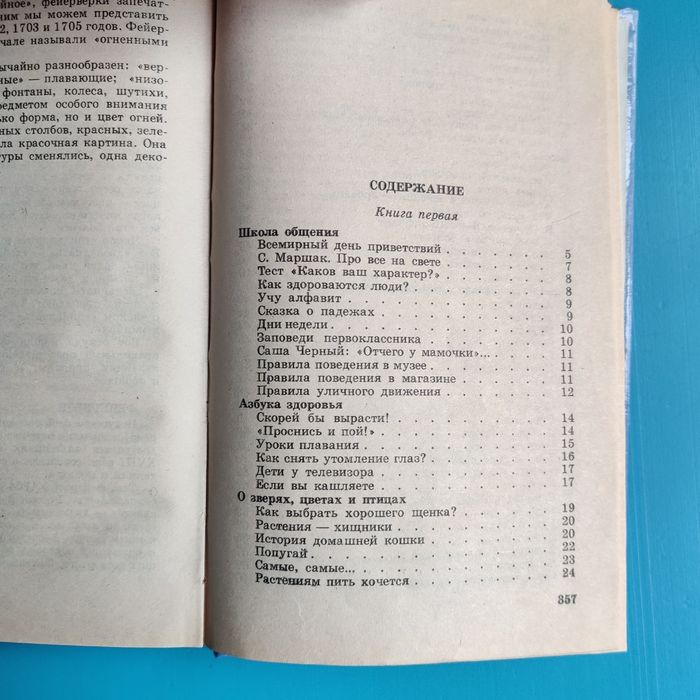 йное», фейерверки запечат-
ним мы можем представить
2, 1703 и 1705 годов. Фейер-
чале называли «огненными
ычайно разнообразен: «вер-
ные» — плавающие; «низо-
фонтаны, колеса, шутихи,
редметом особого внимания
ько форма, но и цвет огней.
ных столбов, красных, зеле-
ла красочная картина. Она
туры сменялись, одна деко-
СОДЕРЖАНИЕ
Книга первая
Школа общения
Всемирный день приветствий . . . . . . . 5
С. Маршак. Про все на свете . . . . . . . 7
Тест «Каков ваш характер?» . . . . . . . 8
Как здороваются люди? . . . . . . . . 8
Учу алфавит . . . . . . . . . . . 9
Сказка о падежах . . . . . . . . . . 9
Дни недели . . . . . . . . . . . . 10
Заповеди первоклассника . . . . . . . . 10
Саша Черный: «Отчего у мамочки»... . . . . . 11
Правила поведения в музее . . . . . . . 11
Правила поведения в магазине . . . . . . 11
Правила уличного движения . . . . . . . 12
Азбука здоровья
Скорей бы вырасти! . . . . . . . . . 14
«Проснись и пой!» . . . . . . . . . . 14
Уроки плавания . . . . . . . . . . 15
Как снять утомление глаз? . . . . . . . 16
Дети у телевизора . . . . . . . . . . 17
Если вы кашляете . . . . . . . . . . 17
О зверях, цветах и птицах
Как выбрать хорошего щенка? . . . . . . 19
Растения — хищники . . . . . . . . . 20
История домашней кошки . . . . . . . . 20
Попугай . . . . . . . . . . . . . 22
Самые, самые... . . . . . . . . . . 23
Растениям пить хочется . . . . . . . . 24
357